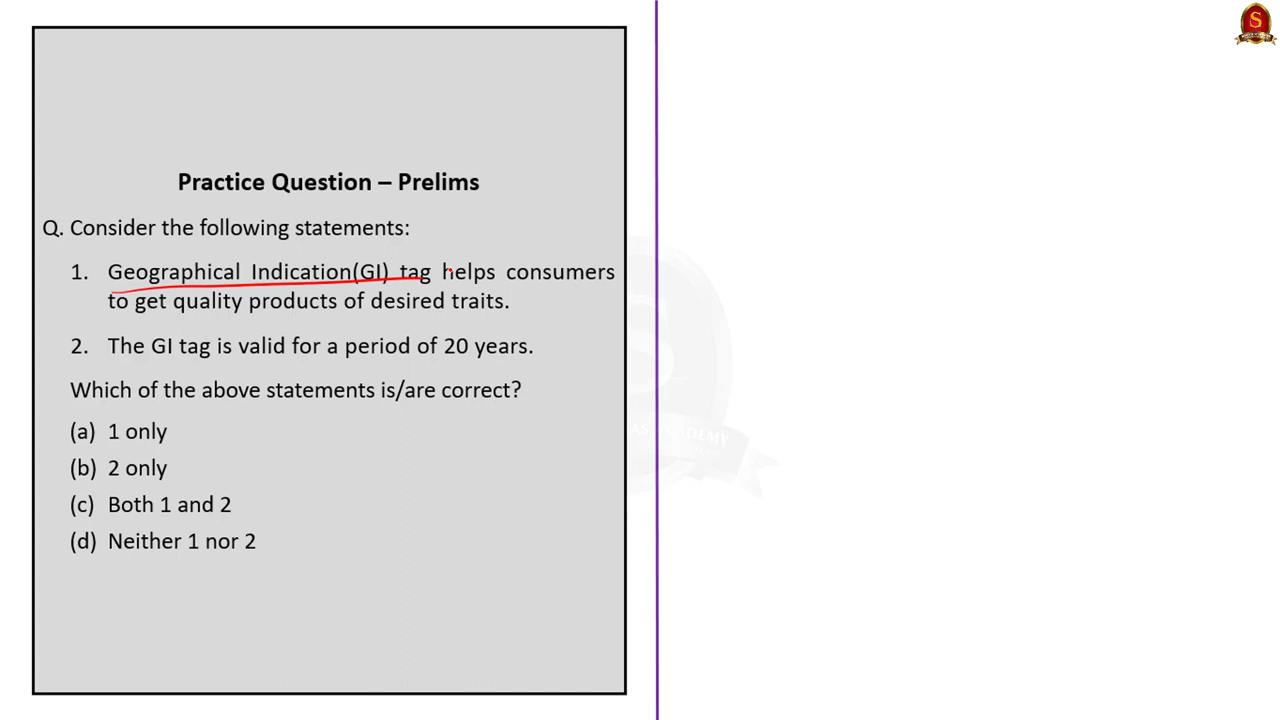 S
Practice Question – Prelims
Q. Consider the following statements:
1. Geographical Indication(GI) tag helps consumers
to get quality products of desired traits.
2. The GI tag is valid for a period of 20 years.
Which of the above statements is/are correct?
(a) 1 only
(b) 2 only
(c) Both 1 and 2
(d) Neither 1 nor 2